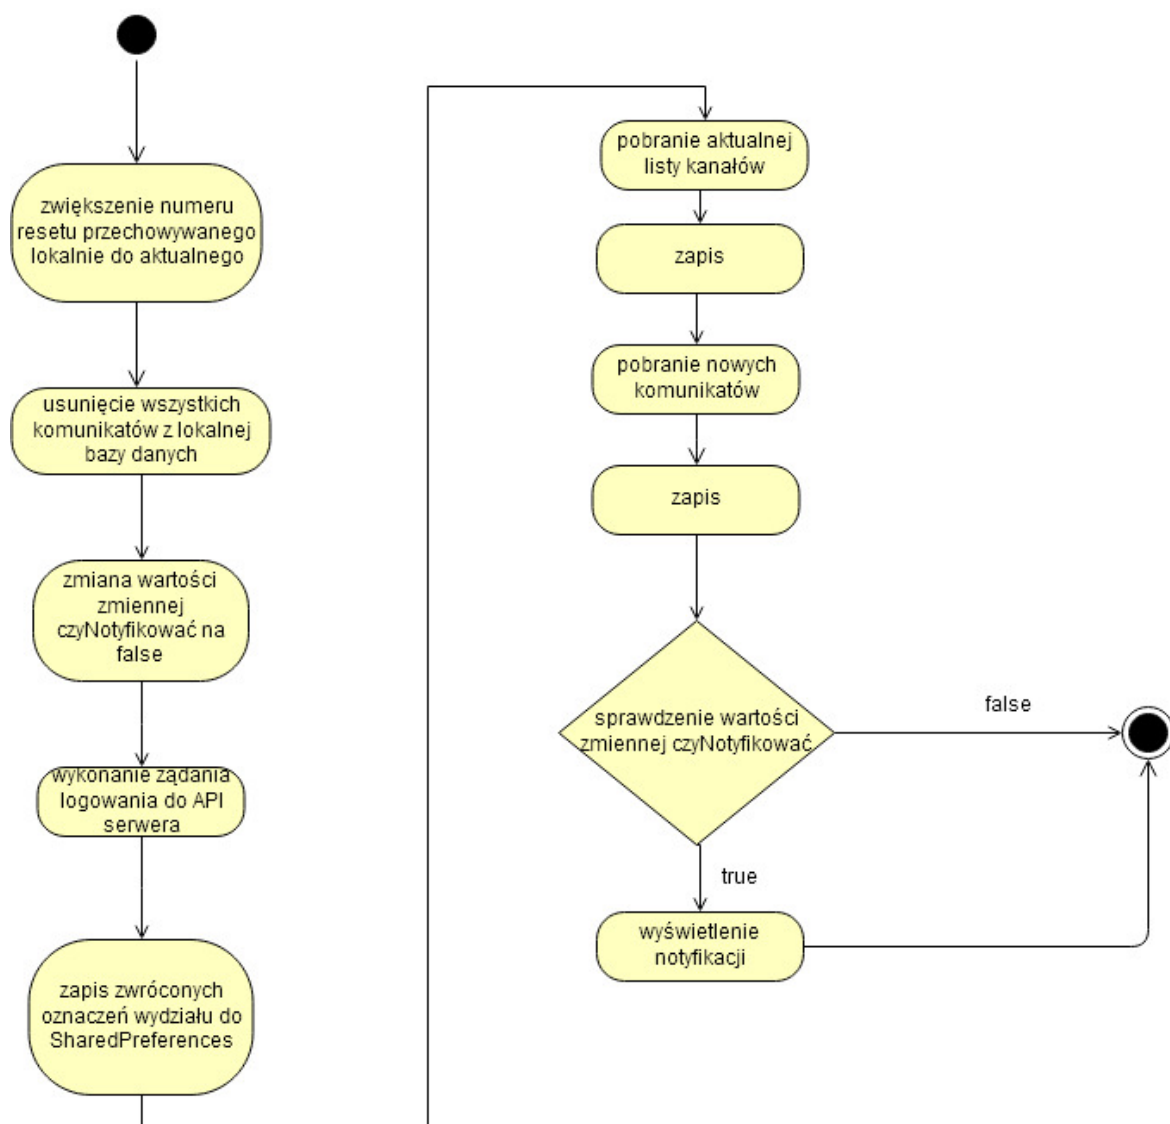 zwiększenie numeru
resetu przechowywanego
lokalnie do aktualnego
usunięcie wszystkich
komunikatów z lokalnej
bazy danych
zmiana wartości
zmiennej
czyNotyfikować na
false
wykonanie ządania
logowania do API
serwera
zapis zwróconych
oznaczeń wydziału do
SharedPreferences
pobranie aktualnej
listy kanałów
zapis
pobranie nowych
komunikatów
zapis
sprawdzenie wartości
zmiennej czyNotyfikować
false
true
wyświetlenie
notyfikacji